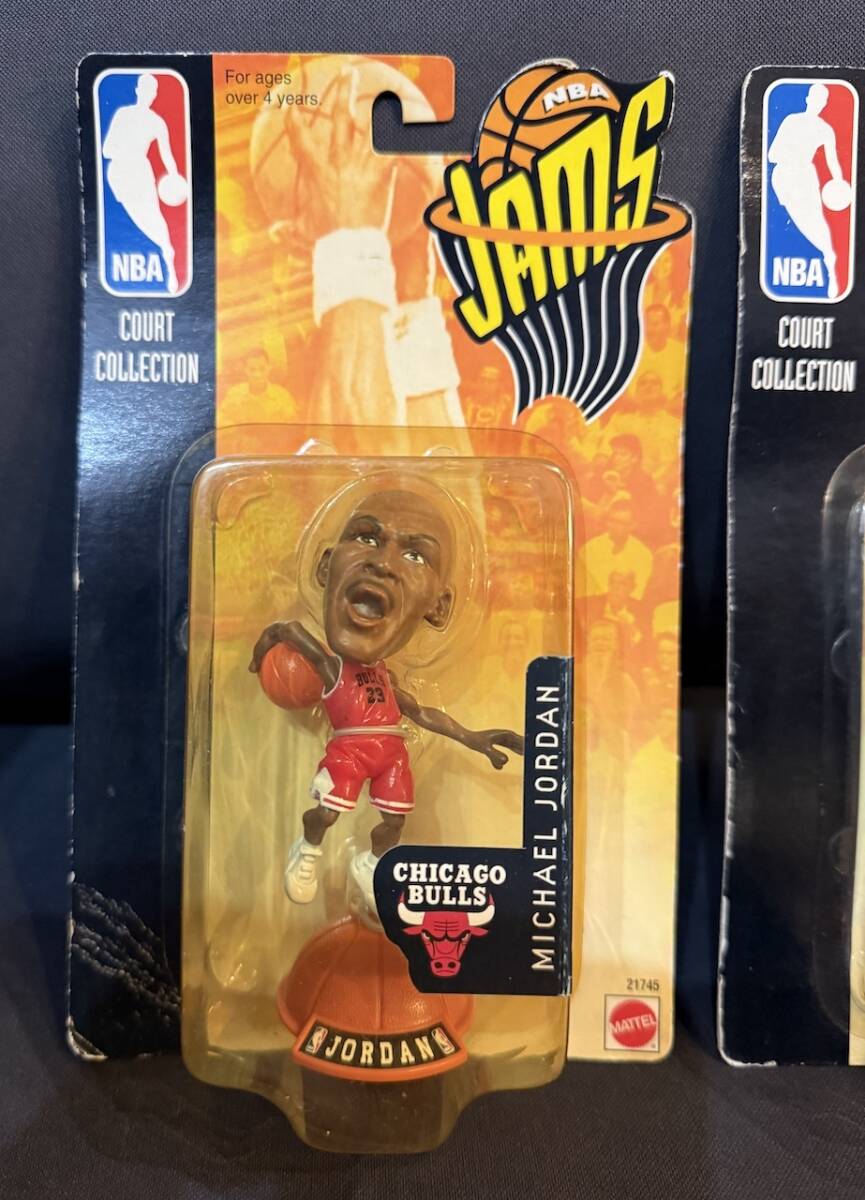 For ages
over 4 years.
NBA
JAMS
NBA
COURT
COLLECTION
BULLS
23
CHICAGO
BULLS
MICHAEL JORDAN
JORDAN
21745
MATTEL
NBA
COURT
COLLECTION